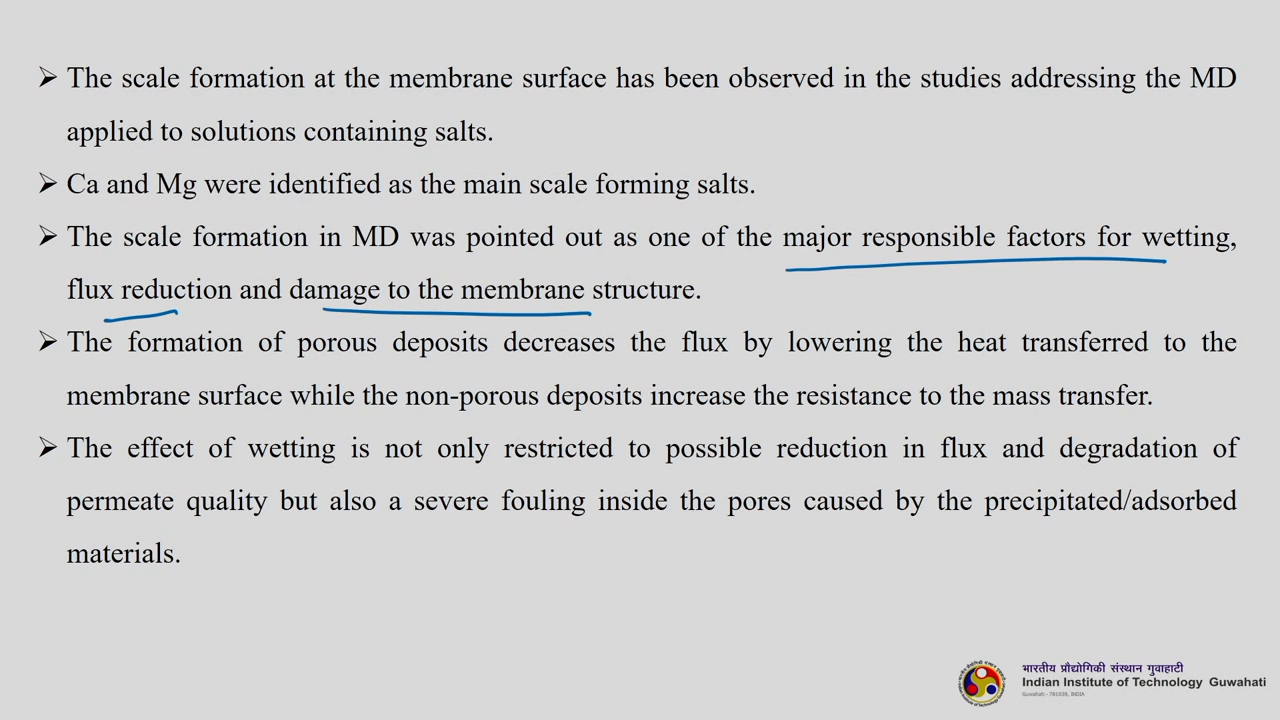 ➢ The scale formation at the membrane surface has been observed in the studies addressing the MD
applied to solutions containing salts.
➢ Ca and Mg were identified as the main scale forming salts.
➢ The scale formation in MD was pointed out as one of the major responsible factors for wetting,
flux reduction and damage to the membrane structure.
➢ The formation of porous deposits decreases the flux by lowering the heat transferred to the
membrane surface while the non-porous deposits increase the resistance to the mass transfer.
➢ The effect of wetting is not only restricted to possible reduction in flux and degradation of
permeate quality but also a severe fouling inside the pores caused by the precipitated/adsorbed
materials.
भारतीय प्रौद्योगिकी संस्थान गुवाहाटी
Indian Institute of Technology Guwahati
Guwahati - 781039, INDIA